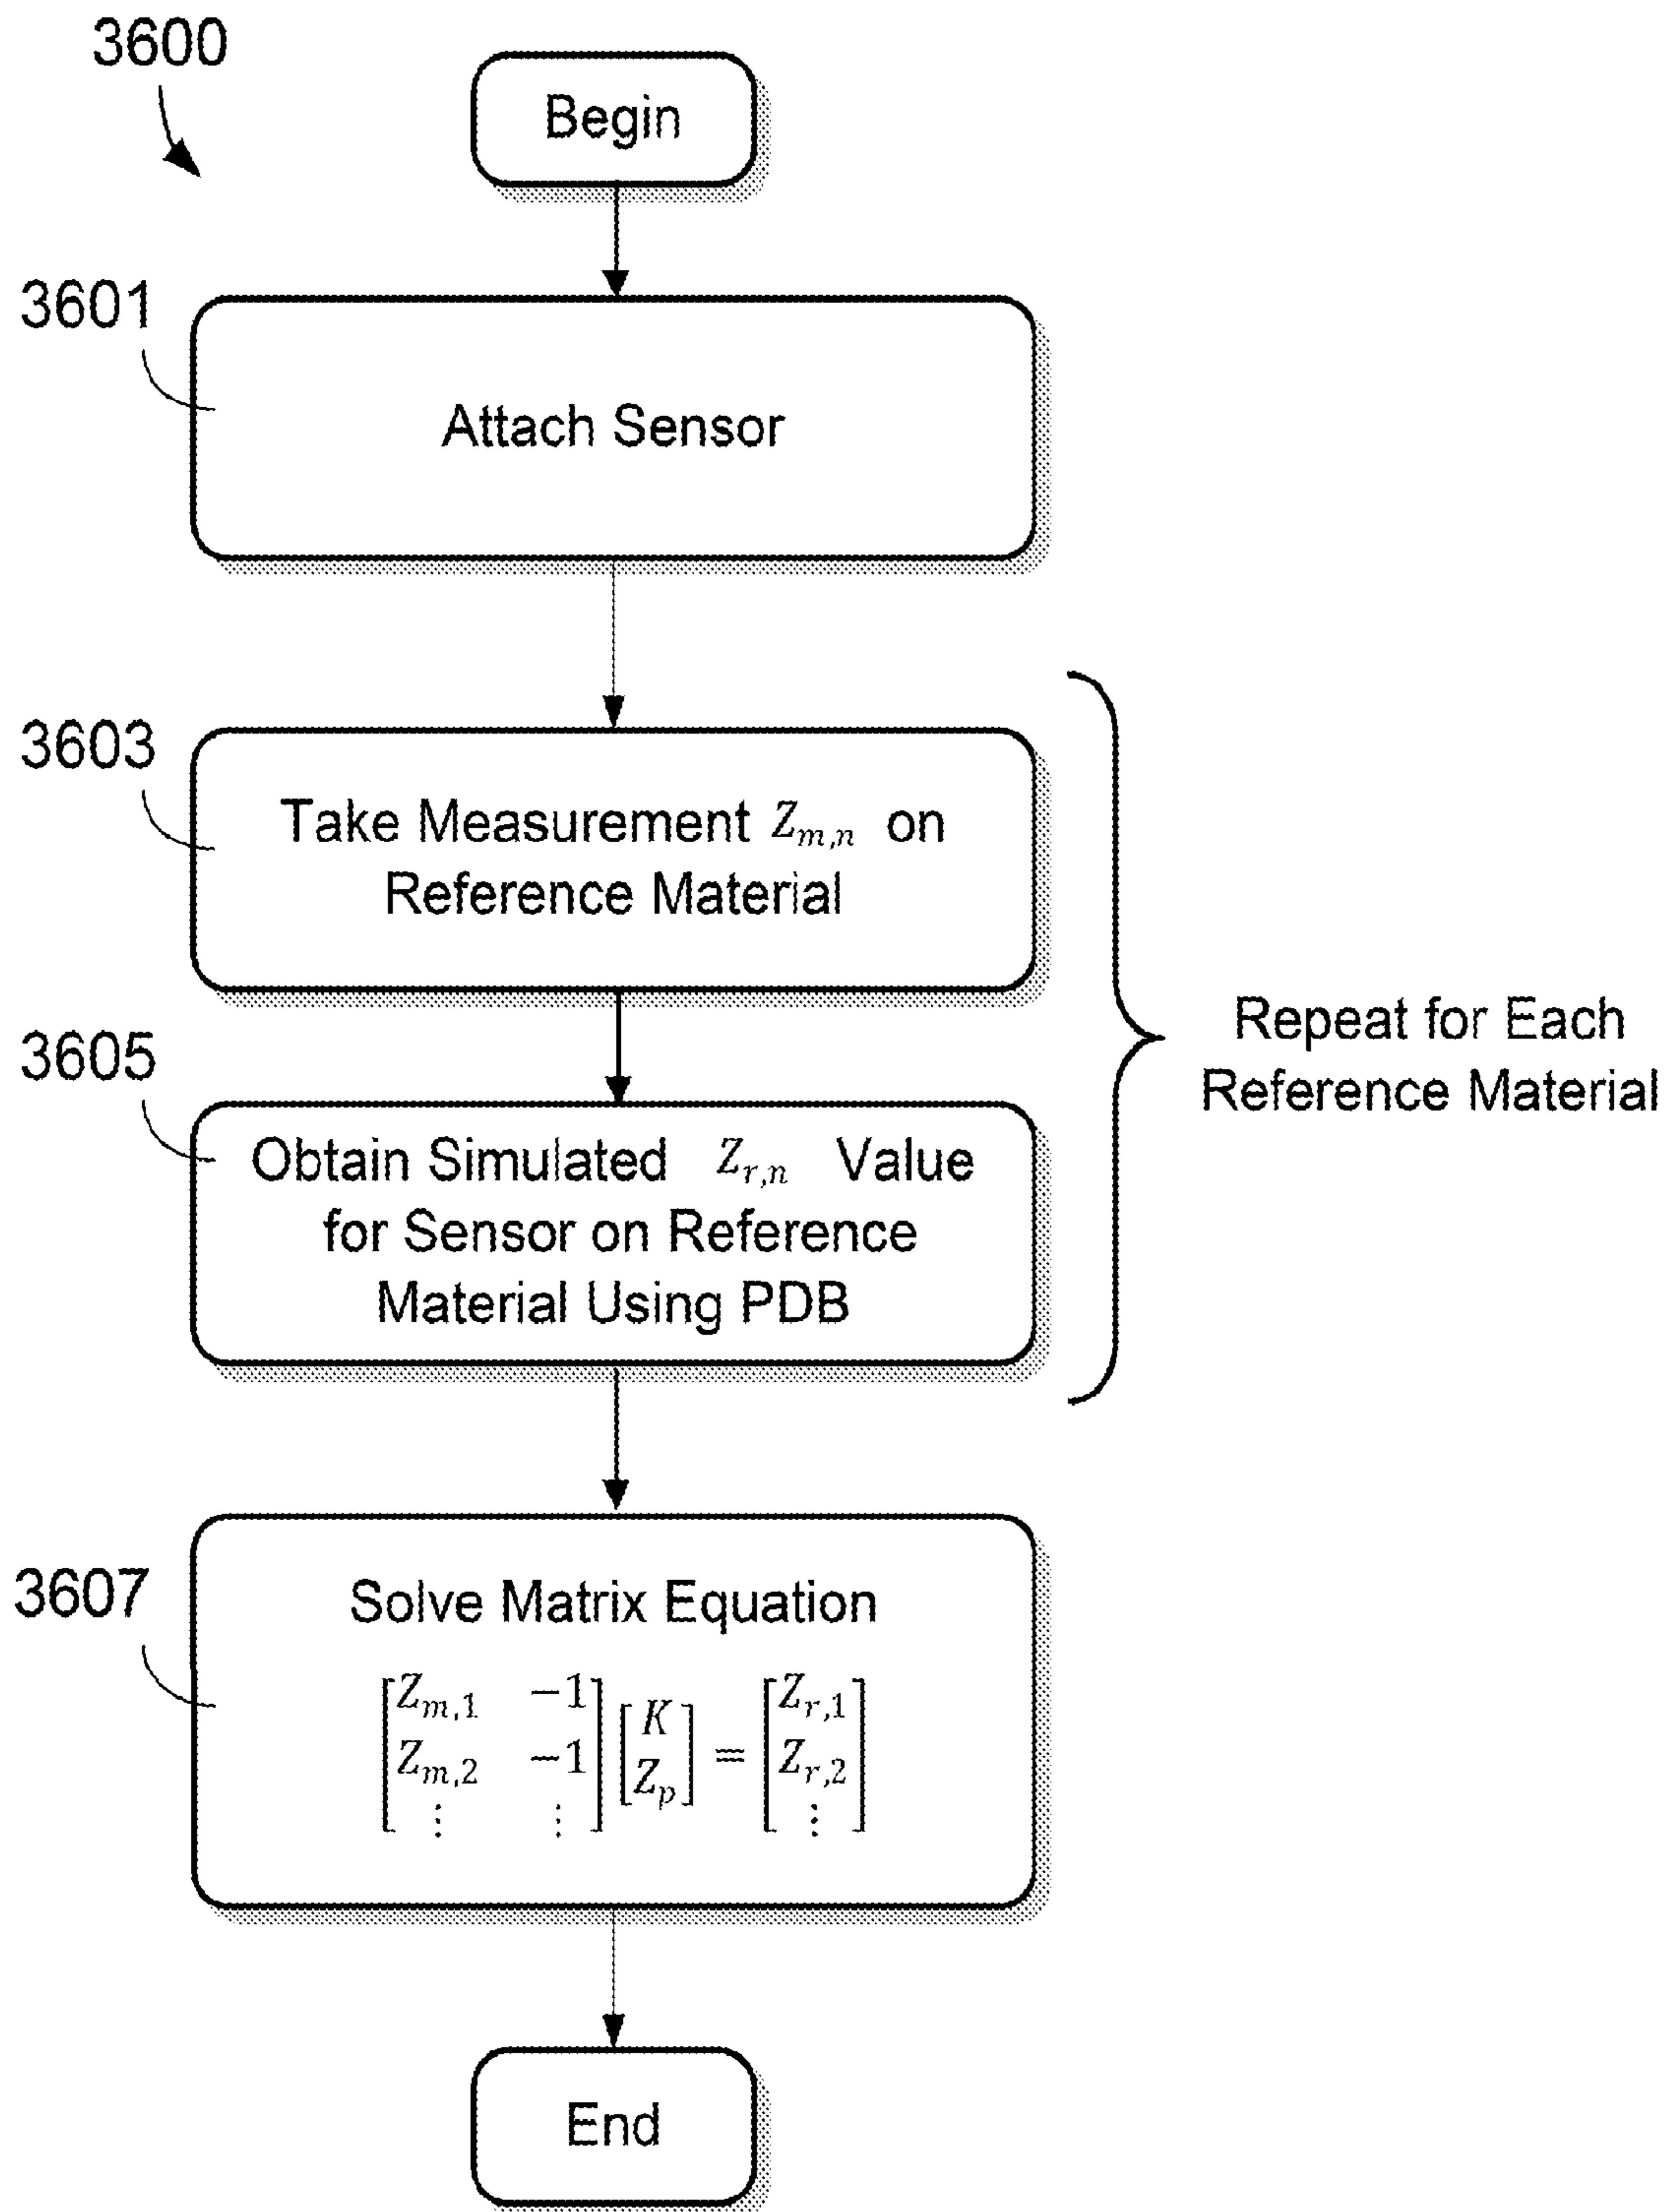 3600
Begin
3601
Attach Sensor
3603
Take Measurement Z_{m,n} on
Reference Material
3605
Obtain Simulated Z_{r,n} Value
for Sensor on Reference
Material Using PDB
Repeat for Each
Reference Material
3607
Solve Matrix Equation
[Z_{m,1} -1; Z_{m,2} -1; ⋮ ⋮] [K; Z_p] = [Z_{r,1}; Z_{r,2}; ⋮]
End